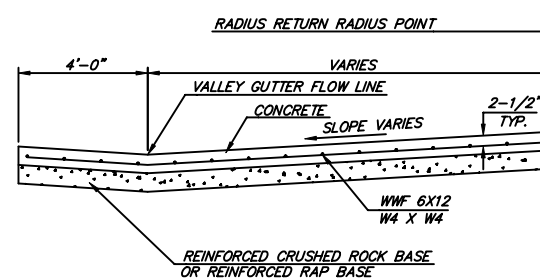 RADIUS RETURN RADIUS POINT
4'-0"
VARIES
VALLEY GUTTER FLOW LINE
CONCRETE
2-1/2"
TYP.
SLOPE VARIES
WWF 6X12
W4 X W4
REINFORCED CRUSHED ROCK BASE
OR REINFORCED RAP BASE